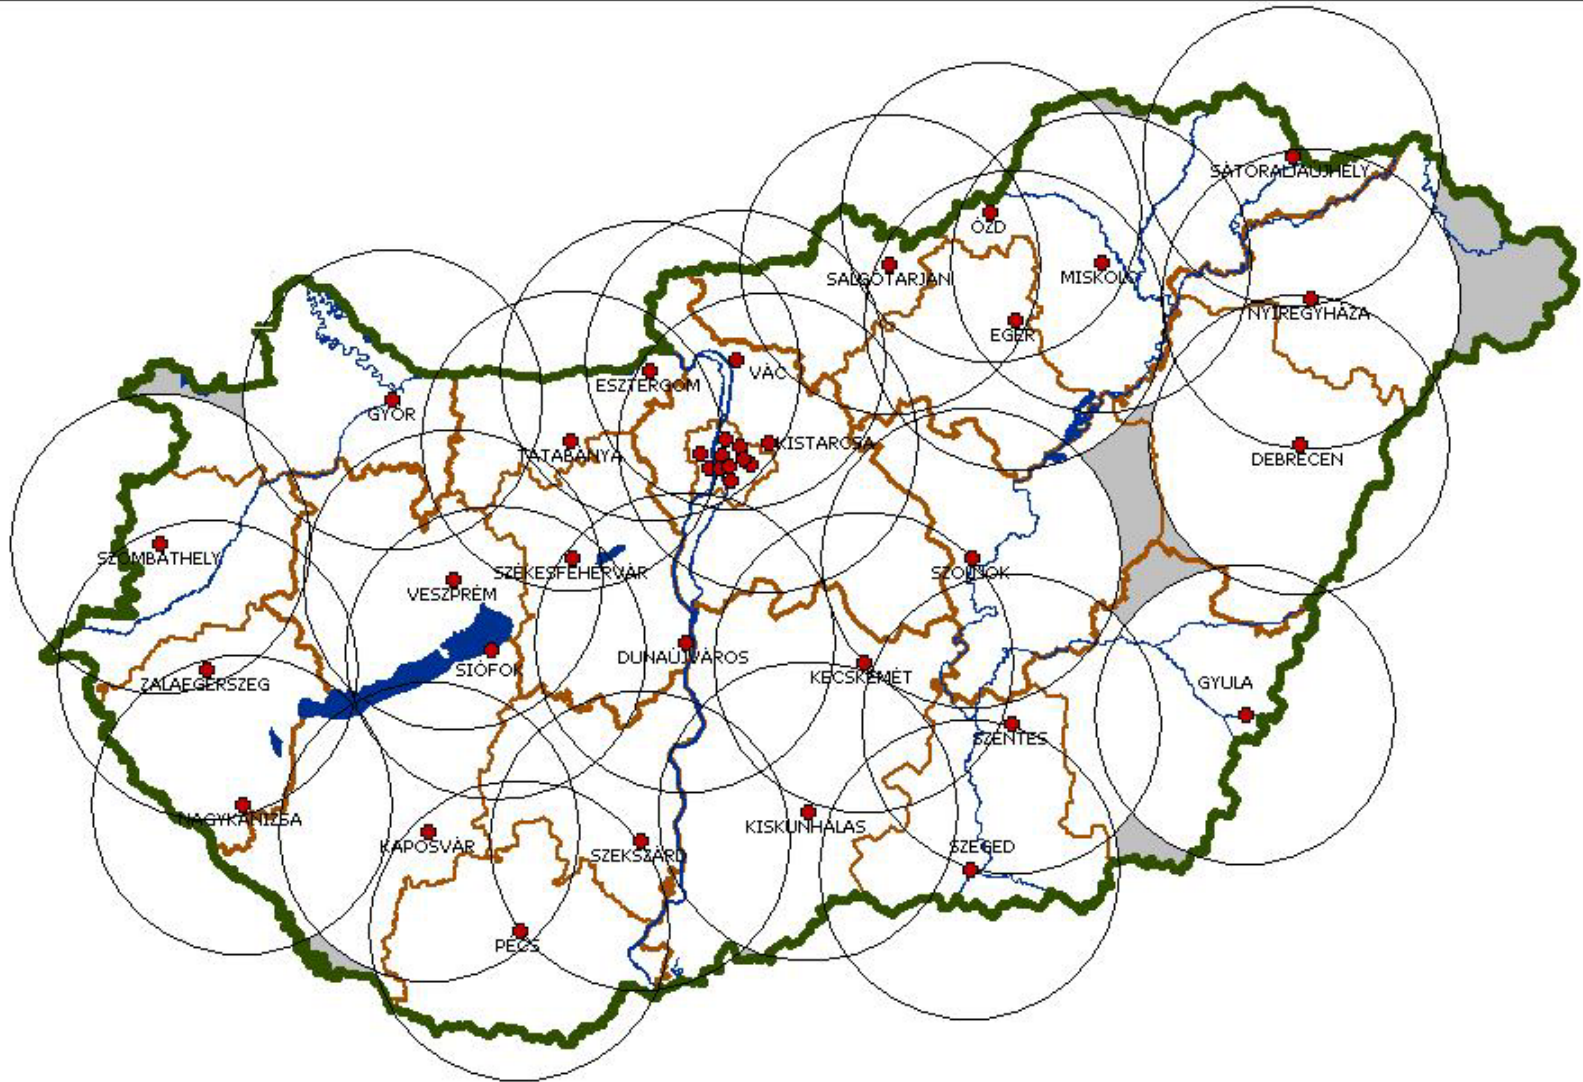 SÁTORALJAÚJHELY
ÓZD
SALGÓTARJÁN
MISKOLC
NYÍREGYHÁZA
EGER
VÁC
ESZTERGOM
GYŐR
KISTARCSA
TATABÁNYA
DEBRECEN
SZOMBATHELY
SZÉKESFEHÉRVÁR
SZOLNOK
VESZPRÉM
DUNAÚJVÁROS
SIÓFOK
KECSKEMÉT
ZALAEGERSZEG
GYULA
SZENTES
NAGYKANIZSA
KISKUNHALAS
KAPOSVÁR
SZEKSZÁRD
SZEGED
PÉCS